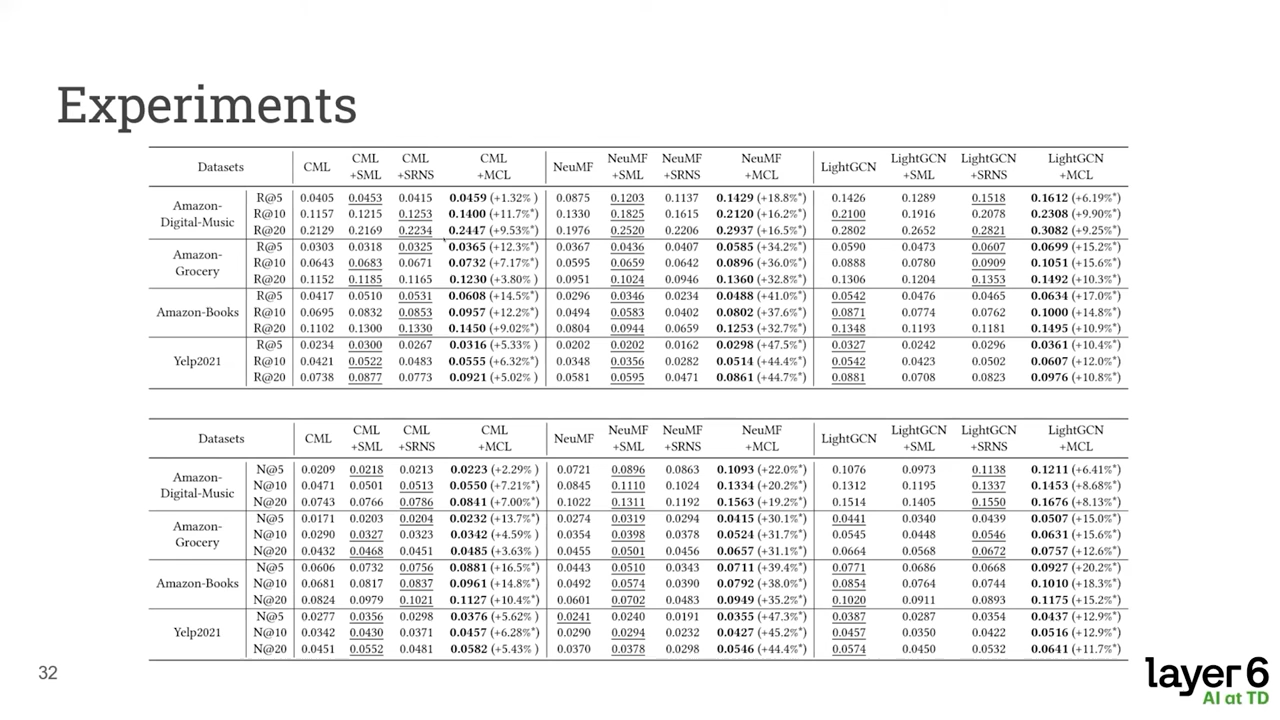 Experiments
Datasets CML CML +SML CML +SRNS CML +MCL NeuMF NeuMF +SML NeuMF +SRNS NeuMF +MCL LightGCN LightGCN +SML LightGCN +SRNS LightGCN +MCL
Amazon-Digital-Music R@5 0.0405 0.0453 0.0415 0.0459 (+1.32% ) 0.0875 0.1203 0.1137 0.1429 (+18.8%*) 0.1426 0.1289 0.1518 0.1612 (+6.19%*)
R@10 0.1157 0.1215 0.1253 0.1400 (+11.7%*) 0.1330 0.1825 0.1615 0.2120 (+16.2%*) 0.2100 0.1916 0.2078 0.2308 (+9.90%*)
R@20 0.2129 0.2169 0.2234 0.2447 (+9.53%*) 0.1976 0.2520 0.2206 0.2937 (+16.5%*) 0.2802 0.2652 0.2821 0.3082 (+9.25%*)
Amazon-Grocery R@5 0.0303 0.0318 0.0325 0.0365 (+12.3%*) 0.0367 0.0436 0.0407 0.0585 (+34.2%*) 0.0590 0.0473 0.0607 0.0699 (+15.2%*)
R@10 0.0643 0.0683 0.0671 0.0732 (+7.17%*) 0.0595 0.0659 0.0642 0.0896 (+36.0%*) 0.0888 0.0780 0.0909 0.1051 (+15.6%*)
R@20 0.1152 0.1185 0.1165 0.1230 (+3.80% ) 0.0951 0.1024 0.0946 0.1360 (+32.8%*) 0.1306 0.1204 0.1353 0.1492 (+10.3%*)
Amazon-Books R@5 0.0417 0.0510 0.0531 0.0608 (+14.5%*) 0.0296 0.0346 0.0234 0.0488 (+41.0%*) 0.0542 0.0476 0.0465 0.0634 (+17.0%*)
R@10 0.0695 0.0832 0.0853 0.0957 (+12.2%*) 0.0494 0.0583 0.0402 0.0802 (+37.6%*) 0.0871 0.0774 0.0762 0.1000 (+14.8%*)
R@20 0.1102 0.1300 0.1330 0.1450 (+9.02%*) 0.0804 0.0944 0.0659 0.1253 (+32.7%*) 0.1348 0.1193 0.1181 0.1495 (+10.9%*)
Yelp2021 R@5 0.0234 0.0300 0.0267 0.0316 (+5.33% ) 0.0202 0.0202 0.0162 0.0298 (+47.5%*) 0.0327 0.0242 0.0296 0.0361 (+10.4%*)
R@10 0.0421 0.0522 0.0483 0.0555 (+6.32%*) 0.0348 0.0356 0.0282 0.0514 (+44.4%*) 0.0542 0.0423 0.0502 0.0607 (+12.0%*)
R@20 0.0738 0.0877 0.0773 0.0921 (+5.02% ) 0.0581 0.0595 0.0471 0.0861 (+44.7%*) 0.0881 0.0708 0.0823 0.0976 (+10.8%*)
Datasets CML CML +SML CML +SRNS CML +MCL NeuMF NeuMF +SML NeuMF +SRNS NeuMF +MCL LightGCN LightGCN +SML LightGCN +SRNS LightGCN +MCL
Amazon-Digital-Music N@5 0.0209 0.0218 0.0213 0.0223 (+2.29% ) 0.0721 0.0896 0.0863 0.1093 (+22.0%*) 0.1076 0.0973 0.1138 0.1211 (+6.41%*)
N@10 0.0471 0.0501 0.0513 0.0550 (+7.21%*) 0.0845 0.1110 0.1024 0.1334 (+20.2%*) 0.1312 0.1195 0.1337 0.1453 (+8.68%*)
N@20 0.0743 0.0766 0.0786 0.0841 (+7.00%*) 0.1022 0.1311 0.1192 0.1563 (+19.2%*) 0.1514 0.1405 0.1550 0.1676 (+8.13%*)
Amazon-Grocery N@5 0.0171 0.0203 0.0204 0.0232 (+13.7%*) 0.0274 0.0319 0.0294 0.0415 (+30.1%*) 0.0441 0.0340 0.0439 0.0507 (+15.0%*)
N@10 0.0290 0.0327 0.0323 0.0342 (+4.59% ) 0.0354 0.0398 0.0378 0.0524 (+31.7%*) 0.0545 0.0448 0.0546 0.0631 (+15.6%*)
N@20 0.0432 0.0468 0.0451 0.0485 (+3.63% ) 0.0455 0.0501 0.0456 0.0657 (+31.1%*) 0.0664 0.0568 0.0672 0.0757 (+12.6%*)
Amazon-Books N@5 0.0606 0.0732 0.0756 0.0881 (+16.5%*) 0.0443 0.0510 0.0343 0.0711 (+39.4%*) 0.0771 0.0686 0.0668 0.0927 (+20.2%*)
N@10 0.0681 0.0817 0.0837 0.0961 (+14.8%*) 0.0492 0.0574 0.0390 0.0792 (+38.0%*) 0.0854 0.0764 0.0744 0.1010 (+18.3%*)
N@20 0.0824 0.0979 0.1021 0.1127 (+10.4%*) 0.0601 0.0702 0.0483 0.0949 (+35.2%*) 0.1020 0.0911 0.0893 0.1175 (+15.2%*)
Yelp2021 N@5 0.0277 0.0356 0.0298 0.0376 (+5.62% ) 0.0241 0.0240 0.0191 0.0355 (+47.3%*) 0.0387 0.0287 0.0354 0.0437 (+12.9%*)
N@10 0.0342 0.0430 0.0371 0.0457 (+6.28%*) 0.0290 0.0294 0.0232 0.0427 (+45.2%*) 0.0457 0.0350 0.0422 0.0516 (+12.9%*)
N@20 0.0451 0.0552 0.0481 0.0582 (+5.43% ) 0.0370 0.0378 0.0298 0.0546 (+44.4%*) 0.0574 0.0450 0.0532 0.0641 (+11.7%*)
32
layer 6
AI at TD